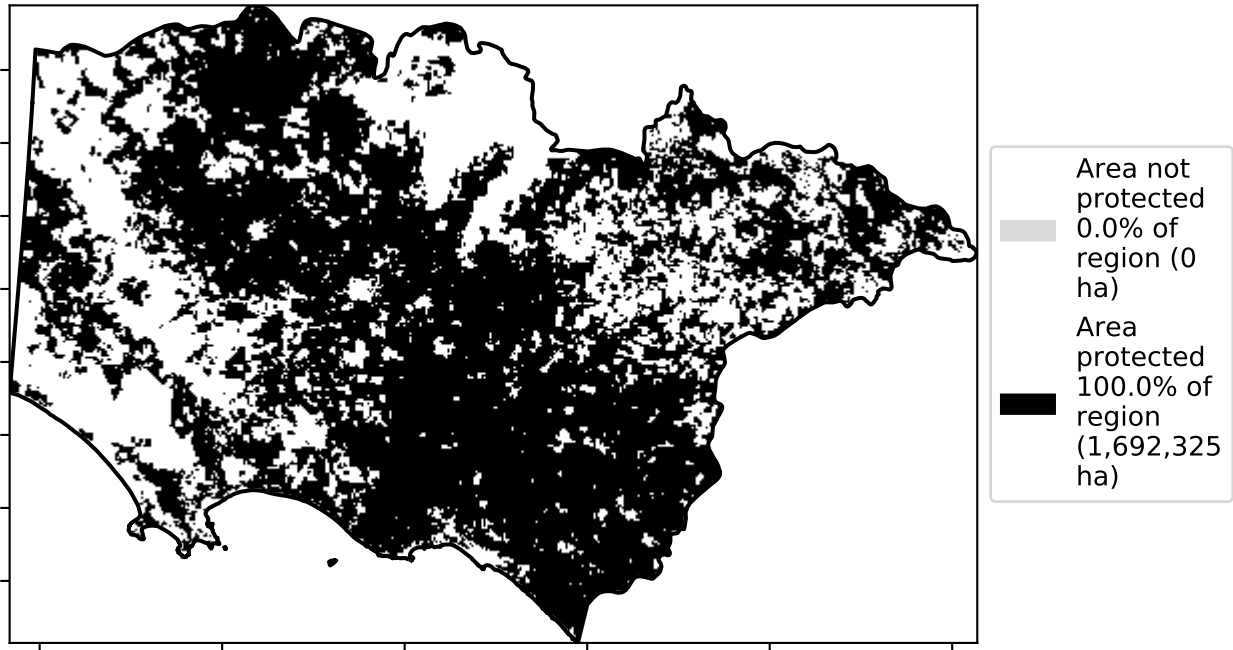 Area not
protected
0.0% of
region (0
ha)
Area
protected
100.0% of
region
(1,692,325
ha)